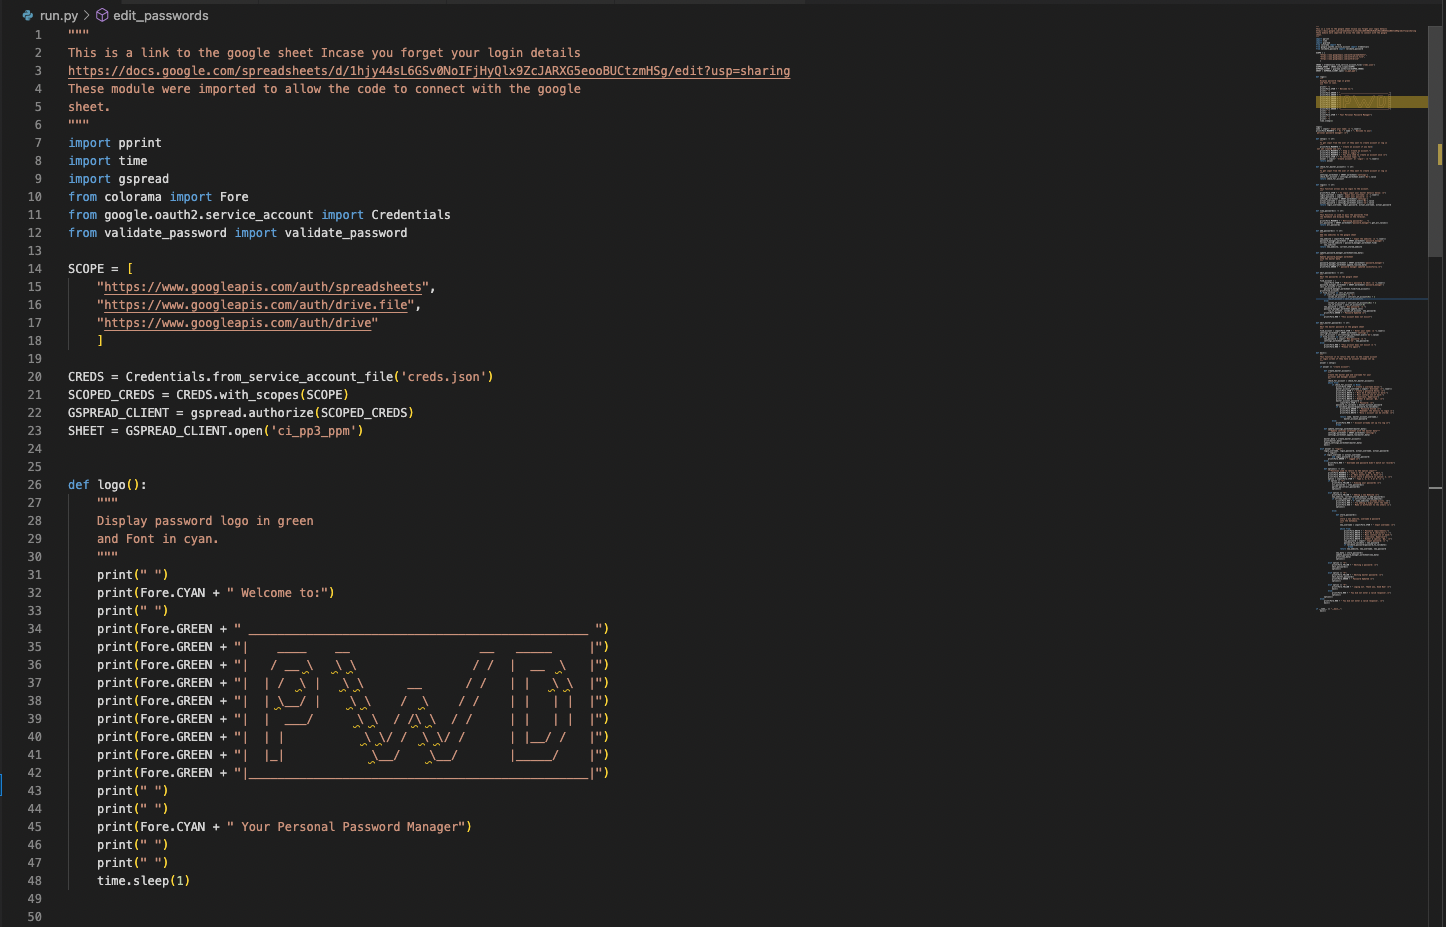 run.py > edit_passwords
1 """
2 This is a link to the google sheet Incase you forget your login details
3 https://docs.google.com/spreadsheets/d/1hjy44sL6GSv0NoIFjHyQlx9ZcJARXG5eooBUCtzmHSg/edit?usp=sharing
4 These module were imported to allow the code to connect with the google
5 sheet.
6 """
7 import pprint
8 import time
9 import gspread
10 from colorama import Fore
11 from google.oauth2.service_account import Credentials
12 from validate_password import validate_password
13
14 SCOPE = [
15     "https://www.googleapis.com/auth/spreadsheets",
16     "https://www.googleapis.com/auth/drive.file",
17     "https://www.googleapis.com/auth/drive"
18     ]
19
20 CREDS = Credentials.from_service_account_file('creds.json')
21 SCOPED_CREDS = CREDS.with_scopes(SCOPE)
22 GSPREAD_CLIENT = gspread.authorize(SCOPED_CREDS)
23 SHEET = GSPREAD_CLIENT.open('ci_pp3_ppm')
24
25
26 def logo():
27     """
28     Display password logo in green
29     and Font in cyan.
30     """
31     print(" ")
32     print(Fore.CYAN + " Welcome to:")
33     print(" ")
34     print(Fore.GREEN + " _______________________________________________ ")
35     print(Fore.GREEN + "|    ____    __                  __   _____     |")
36     print(Fore.GREEN + "|   / __ \   \ \                / /  |  __  \   |")
37     print(Fore.GREEN + "|  | /  \ |   \ \      __      / /   | |   \ \  |")
38     print(Fore.GREEN + "|  | \__/ |    \ \    /  \    / /    | |   | |  |")
39     print(Fore.GREEN + "|  |  ___/      \ \  / /\ \  / /     | |   | |  |")
40     print(Fore.GREEN + "|  | |           \ \/ /  \ \/ /      | |__/ /   |")
41     print(Fore.GREEN + "|  |_|            \__/    \__/       |_____/    |")
42     print(Fore.GREEN + "|_______________________________________________|")
43     print(" ")
44     print(" ")
45     print(Fore.CYAN + " Your Personal Password Manager")
46     print(" ")
47     print(" ")
48     time.sleep(1)
49
50